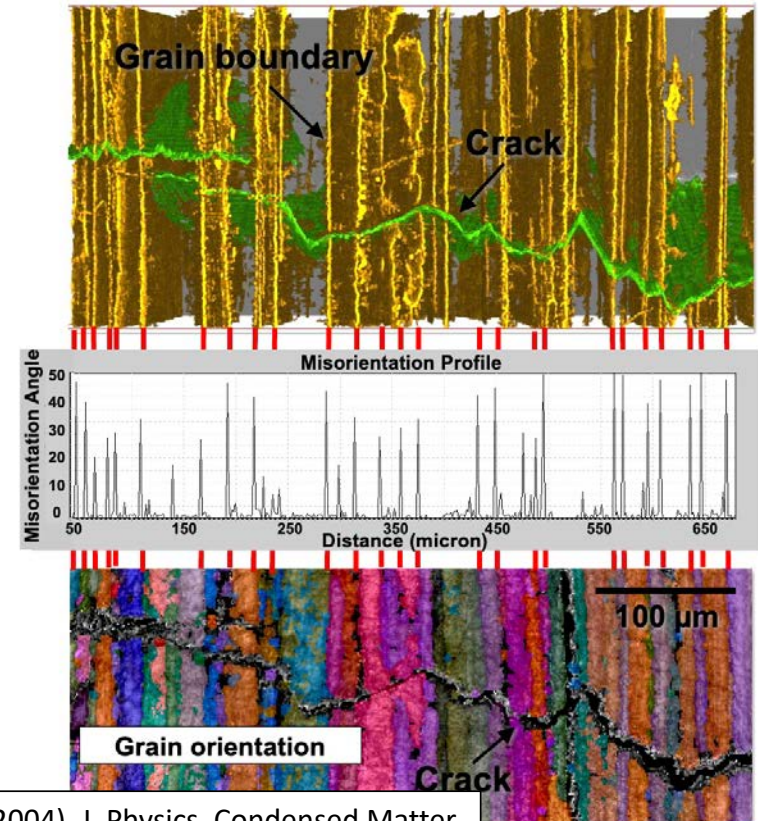 Grain boundary
Crack
Misorientation Profile
Misorientation Angle
50
40
30
20
10
0
50 150 250 350 450 550 650
Distance (micron)
100 µm
Grain orientation
Crack
2004), J. Physics, Condensed Matter